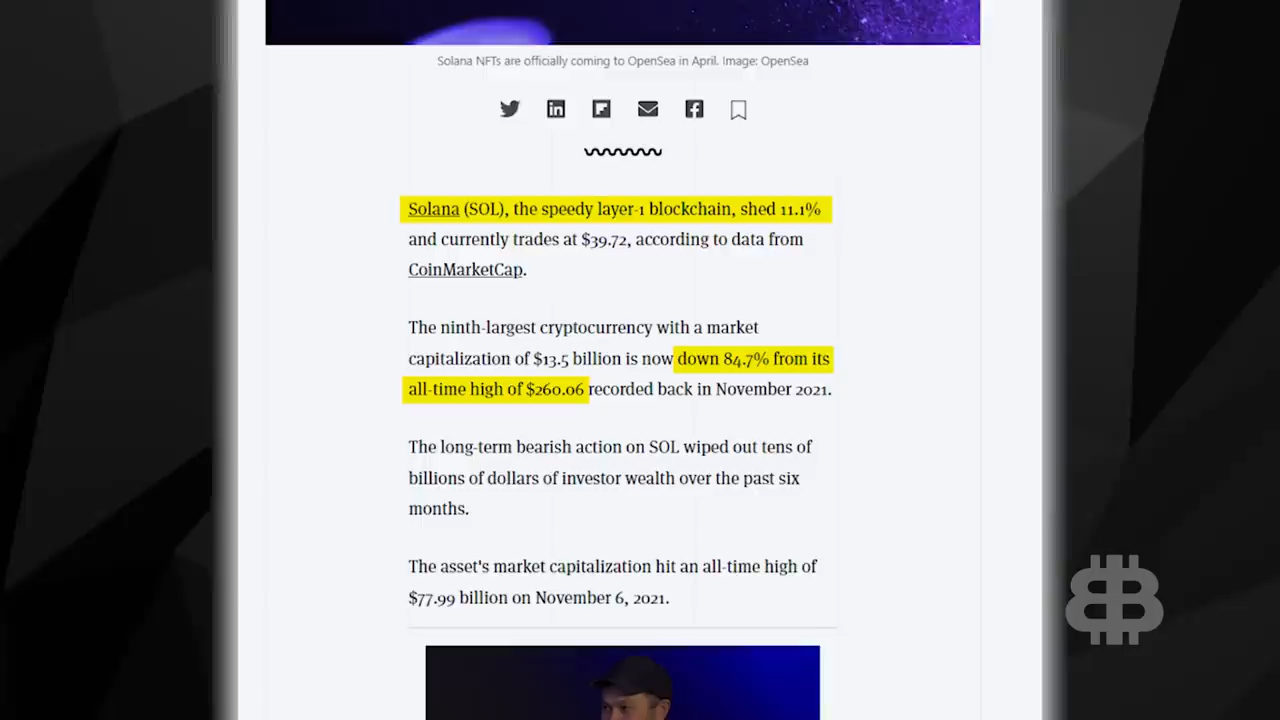 Solana NFTs are officially coming to OpenSea in April. Image: OpenSea
Solana (SOL), the speedy layer-1 blockchain, shed 11.1%
and currently trades at $39.72, according to data from
CoinMarketCap.
The ninth-largest cryptocurrency with a market
capitalization of $13.5 billion is now down 84.7% from its
all-time high of $260.06 recorded back in November 2021.
The long-term bearish action on SOL wiped out tens of
billions of dollars of investor wealth over the past six
months.
The asset's market capitalization hit an all-time high of
$77.99 billion on November 6, 2021.